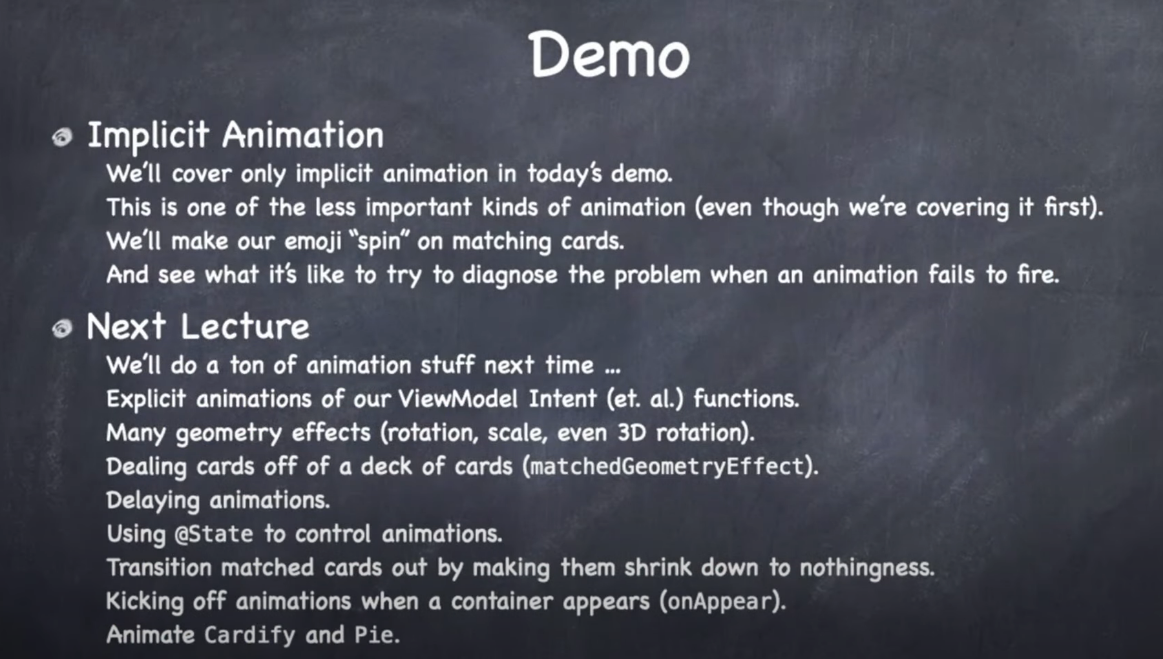 Demo
Implicit Animation
We'll cover only implicit animation in today's demo.
This is one of the less important kinds of animation (even though we're covering it first).
We'll make our emoji “spin” on matching cards.
And see what it's like to try to diagnose the problem when an animation fails to fire.
Next Lecture
We'll do a ton of animation stuff next time ...
Explicit animations of our ViewModel Intent (et. al.) functions.
Many geometry effects (rotation, scale, even 3D rotation).
Dealing cards off of a deck of cards (matchedGeometryEffect).
Delaying animations.
Using @State to control animations.
Transition matched cards out by making them shrink down to nothingness.
Kicking off animations when a container appears (onAppear).
Animate Cardify and Pie.